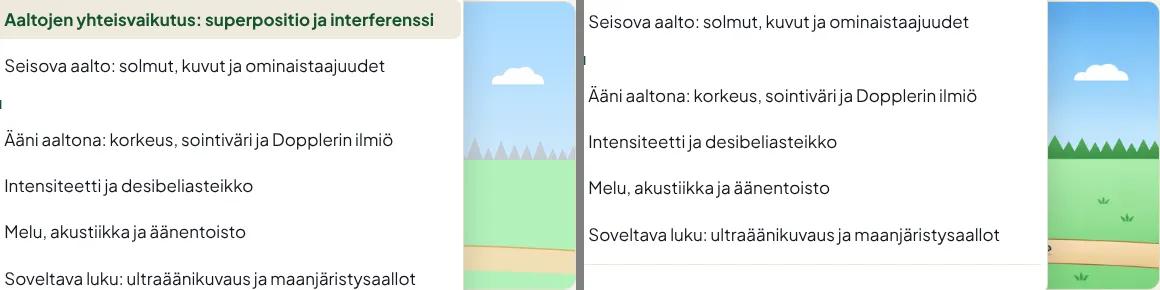 Aaltojen yhteisvaikutus: superpositio ja interferenssi
Seisova aalto: solmut, kuvut ja ominaistaajuudet
Ääni aaltona: korkeus, sointiväri ja Dopplerin ilmiö
Intensiteetti ja desibeliasteikko
Melu, akustiikka ja äänentoisto
Soveltava luku: ultraäänikuvaus ja maanjäristysaallot
Seisova aalto: solmut, kuvut ja ominaistaajuudet
Ääni aaltona: korkeus, sointiväri ja Dopplerin ilmiö
Intensiteetti ja desibeliasteikko
Melu, akustiikka ja äänentoisto
Soveltava luku: ultraäänikuvaus ja maanjäristysaallot